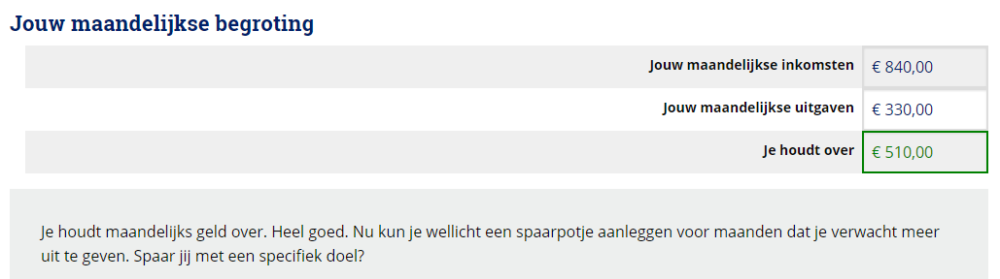 Jouw maandelijkse begroting
Jouw maandelijkse inkomsten € 840,00
Jouw maandelijkse uitgaven € 330,00
Je houdt over € 510,00
Je houdt maandelijks geld over. Heel goed. Nu kun je wellicht een spaarpotje aanleggen voor maanden dat je verwacht meer
uit te geven. Spaar jij met een specifiek doel?